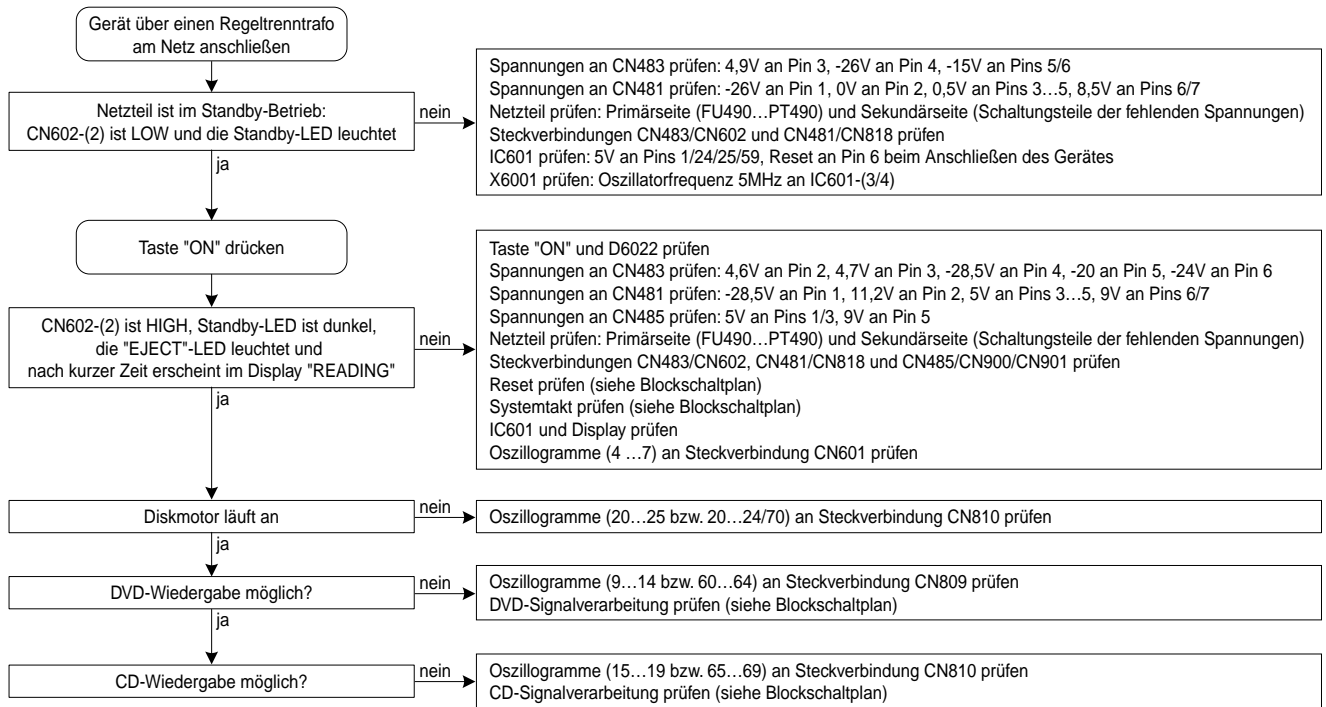 Gerät über einen Regeltrenntrafo
am Netz anschließen
Netzteil ist im Standby-Betrieb:
CN602-(2) ist LOW und die Standby-LED leuchtet
nein
Spannungen an CN483 prüfen: 4,9V an Pin 3, -26V an Pin 4, -15V an Pins 5/6
Spannungen an CN481 prüfen: -26V an Pin 1, 0V an Pin 2, 0,5V an Pins 3…5, 8,5V an Pins 6/7
Netzteil prüfen: Primärseite (FU490…PT490) und Sekundärseite (Schaltungsteile der fehlenden Spannungen)
Steckverbindungen CN483/CN602 und CN481/CN818 prüfen
IC601 prüfen: 5V an Pins 1/24/25/59, Reset an Pin 6 beim Anschließen des Gerätes
X6001 prüfen: Oszillatorfrequenz 5MHz an IC601-(3/4)
ja
Taste "ON" drücken
CN602-(2) ist HIGH, Standby-LED ist dunkel,
die "EJECT"-LED leuchtet und
nach kurzer Zeit erscheint im Display "READING"
nein
Taste "ON" und D6022 prüfen
Spannungen an CN483 prüfen: 4,6V an Pin 2, 4,7V an Pin 3, -28,5V an Pin 4, -20 an Pin 5, -24V an Pin 6
Spannungen an CN481 prüfen: -28,5V an Pin 1, 11,2V an Pin 2, 5V an Pins 3…5, 9V an Pins 6/7
Spannungen an CN485 prüfen: 5V an Pins 1/3, 9V an Pin 5
Netzteil prüfen: Primärseite (FU490…PT490) und Sekundärseite (Schaltungsteile der fehlenden Spannungen)
Steckverbindungen CN483/CN602, CN481/CN818 und CN485/CN900/CN901 prüfen
Reset prüfen (siehe Blockschaltplan)
Systemtakt prüfen (siehe Blockschaltplan)
IC601 und Display prüfen
Oszillogramme (4 …7) an Steckverbindung CN601 prüfen
ja
Diskmotor läuft an
nein
Oszillogramme (20…25 bzw. 20…24/70) an Steckverbindung CN810 prüfen
ja
DVD-Wiedergabe möglich?
nein
Oszillogramme (9…14 bzw. 60…64) an Steckverbindung CN809 prüfen
DVD-Signalverarbeitung prüfen (siehe Blockschaltplan)
ja
CD-Wiedergabe möglich?
nein
Oszillogramme (15…19 bzw. 65…69) an Steckverbindung CN810 prüfen
CD-Signalverarbeitung prüfen (siehe Blockschaltplan)